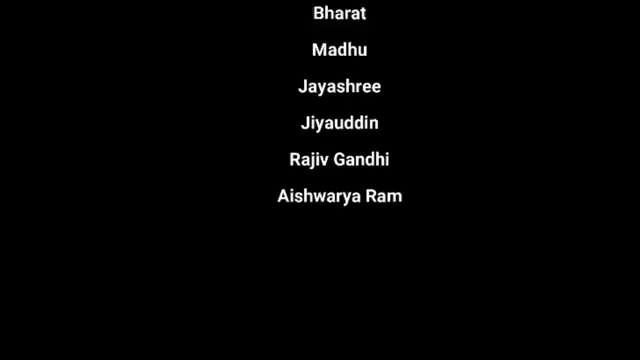 Bharat
Madhu
Jayashree
Jiyauddin
Rajiv Gandhi
Aishwarya Ram